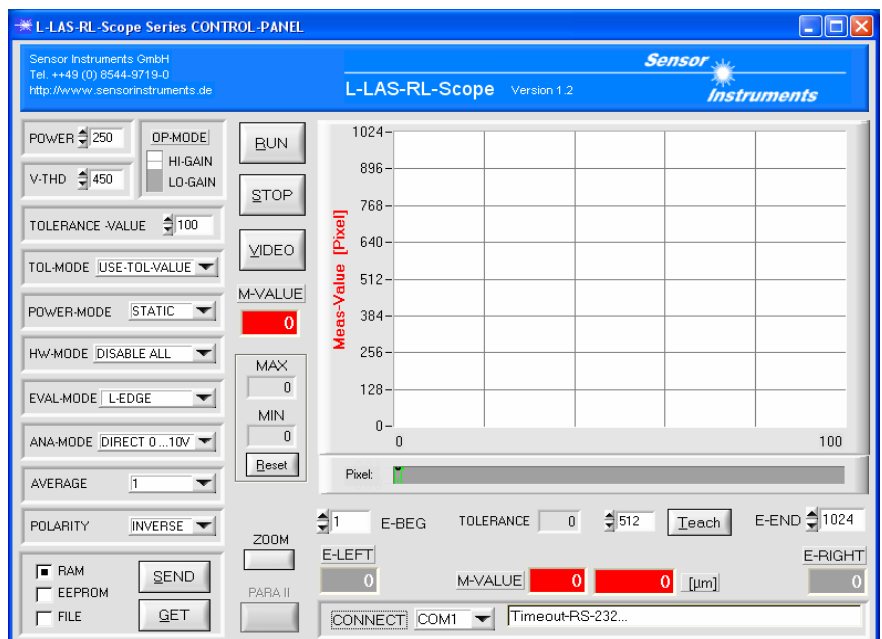 L-LAS-RL-Scope Series CONTROL-PANEL
Sensor Instruments GmbH
Tel. ++49 (0) 8544-9719-0
http://www.sensorinstruments.de
L-LAS-RL-Scope Version 1.2
Sensor
Instruments
POWER 250
OP-MODE
HI-GAIN
LO-GAIN
V-THD 450
TOLERANCE -VALUE 100
TOL-MODE USE-TOL-VALUE
POWER-MODE STATIC
HW-MODE DISABLE ALL
EVAL-MODE L-EDGE
ANA-MODE DIRECT 0...10V
AVERAGE 1
POLARITY INVERSE
RAM
EEPROM
FILE
SEND
GET
RUN
STOP
VIDEO
M-VALUE
0
MAX
0
MIN
0
Reset
ZOOM
PARA II
Meas-Value [Pixel]
1024
896
768
640
512
384
256
128
0
0 100
Pixel:
1 E-BEG TOLERANCE 0 512 Teach E-END 1024
E-LEFT
0
M-VALUE 0 0 [µm]
E-RIGHT
0
CONNECT COM1 Timeout-RS-232...